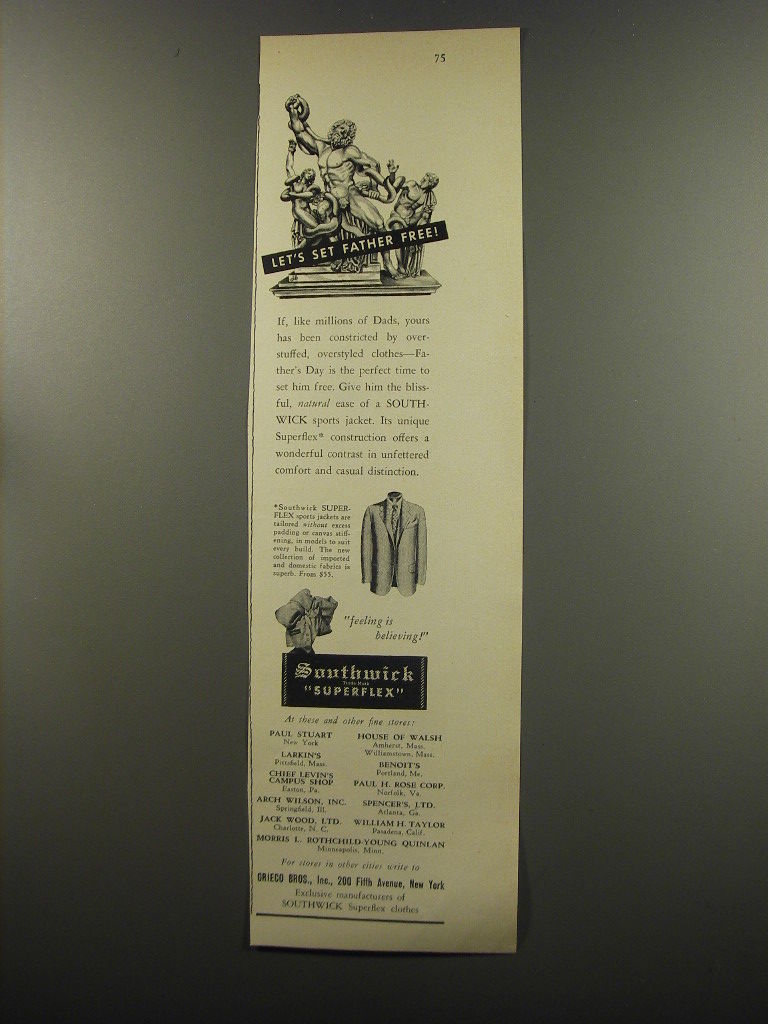 75
LET'S SET FATHER FREE!
If, like millions of Dads, yours
has been constricted by over-
stuffed, overstyled clothes—Fa-
ther's Day is the perfect time to
set him free. Give him the bliss-
ful, natural ease of a SOUTH-
WICK sports jacket. Its unique
Superflex* construction offers a
wonderful contrast in unfettered
comfort and casual distinction.
*Southwick SUPER-
FLEX sports jackets are
tailored without excess
padding or canvas stiff-
ening, in models to suit
every build. The new
collection of imported
and domestic fabrics is
superb. From $55.
"feeling is
believing!"
Southwick
Trade Mark
"SUPERFLEX"
At these and other fine stores:
PAUL STUART
New York
LARKIN'S
Pittsfield, Mass.
CHIEF LEVIN'S
CAMPUS SHOP
Easton, Pa.
ARCH WILSON, INC.
Springfield, Ill.
JACK WOOD, LTD.
Charlotte, N. C.
HOUSE OF WALSH
Amherst, Mass.
Williamstown, Mass.
BENOIT'S
Portland, Me.
PAUL H. ROSE CORP.
Norfolk, Va.
SPENCER'S, LTD.
Atlanta, Ga.
WILLIAM H. TAYLOR
Pasadena, Calif.
MORRIS L. ROTHCHILD-YOUNG QUINLAN
Minneapolis, Minn.
For stores in other cities write to
GRIECO BROS., Inc., 200 Fifth Avenue, New York
Exclusive manufacturers of
SOUTHWICK Superflex clothes